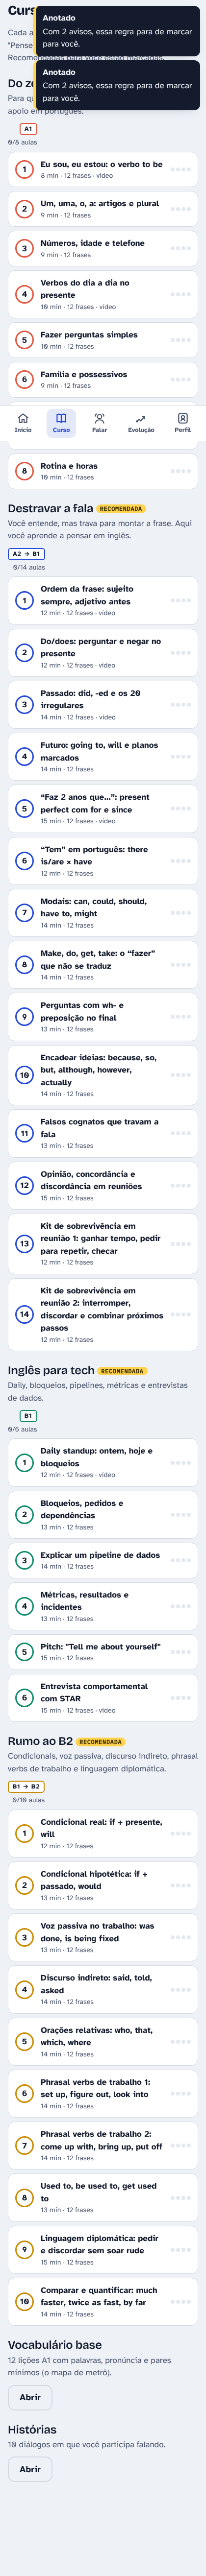 Curs
Anotado
Com 2 avisos, essa regra para de marcar
para você.
Cada a
"Pense
Recomendadas para você estão marcadas.
Anotado
Com 2 avisos, essa regra para de marcar
para você.
Do ze
Para qu
apoio em português.
A1
0/8 aulas
1
Eu sou, eu estou: o verbo to be
8 min · 12 frases · vídeo
2
Um, uma, o, a: artigos e plural
9 min · 12 frases
3
Números, idade e telefone
9 min · 12 frases
4
Verbos do dia a dia no
presente
10 min · 12 frases · vídeo
5
Fazer perguntas simples
10 min · 12 frases
6
Família e possessivos
9 min · 12 frases
Início
Curso
Falar
Evolução
Perfil
8
Rotina e horas
10 min · 12 frases
Destravar a fala RECOMENDADA
Você entende, mas trava para montar a frase. Aqui
você aprende a pensar em inglês.
A2 → B1
0/14 aulas
1
Ordem da frase: sujeito
sempre, adjetivo antes
12 min · 12 frases · vídeo
2
Do/does: perguntar e negar no
presente
12 min · 12 frases · vídeo
3
Passado: did, -ed e os 20
irregulares
14 min · 12 frases · vídeo
4
Futuro: going to, will e planos
marcados
14 min · 12 frases
5
“Faz 2 anos que...”: present
perfect com for e since
15 min · 12 frases · vídeo
6
“Tem” em português: there
is/are × have
12 min · 12 frases
7
Modais: can, could, should,
have to, might
14 min · 12 frases
8
Make, do, get, take: o “fazer”
que não se traduz
14 min · 12 frases
9
Perguntas com wh- e
preposição no final
13 min · 12 frases
10
Encadear ideias: because, so,
but, although, however,
actually
14 min · 12 frases
11
Falsos cognatos que travam a
fala
13 min · 12 frases
12
Opinião, concordância e
discordância em reuniões
15 min · 12 frases
13
Kit de sobrevivência em
reunião 1: ganhar tempo, pedir
para repetir, checar
12 min · 12 frases
14
Kit de sobrevivência em
reunião 2: interromper,
discordar e combinar próximos
passos
12 min · 12 frases
Inglês para tech RECOMENDADA
Daily, bloqueios, pipelines, métricas e entrevistas
de dados.
B1
0/6 aulas
1
Daily standup: ontem, hoje e
bloqueios
12 min · 12 frases · vídeo
2
Bloqueios, pedidos e
dependências
13 min · 12 frases
3
Explicar um pipeline de dados
14 min · 12 frases
4
Métricas, resultados e
incidentes
13 min · 12 frases
5
Pitch: "Tell me about yourself"
15 min · 12 frases
6
Entrevista comportamental
com STAR
15 min · 12 frases · vídeo
Rumo ao B2 RECOMENDADA
Condicionais, voz passiva, discurso indireto, phrasal
verbs de trabalho e linguagem diplomática.
B1 → B2
0/10 aulas
1
Condicional real: if + presente,
will
12 min · 12 frases
2
Condicional hipotética: if +
passado, would
13 min · 12 frases
3
Voz passiva no trabalho: was
done, is being fixed
13 min · 12 frases
4
Discurso indireto: said, told,
asked
14 min · 12 frases
5
Orações relativas: who, that,
which, where
14 min · 12 frases
6
Phrasal verbs de trabalho 1:
set up, figure out, look into
14 min · 12 frases
7
Phrasal verbs de trabalho 2:
come up with, bring up, put off
14 min · 12 frases
8
Used to, be used to, get used
to
13 min · 12 frases
9
Linguagem diplomática: pedir
e discordar sem soar rude
15 min · 12 frases
10
Comparar e quantificar: much
faster, twice as fast, by far
14 min · 12 frases
Vocabulário base
12 lições A1 com palavras, pronúncia e pares
mínimos (o mapa de metrô).
Abrir
Histórias
10 diálogos em que você participa falando.
Abrir